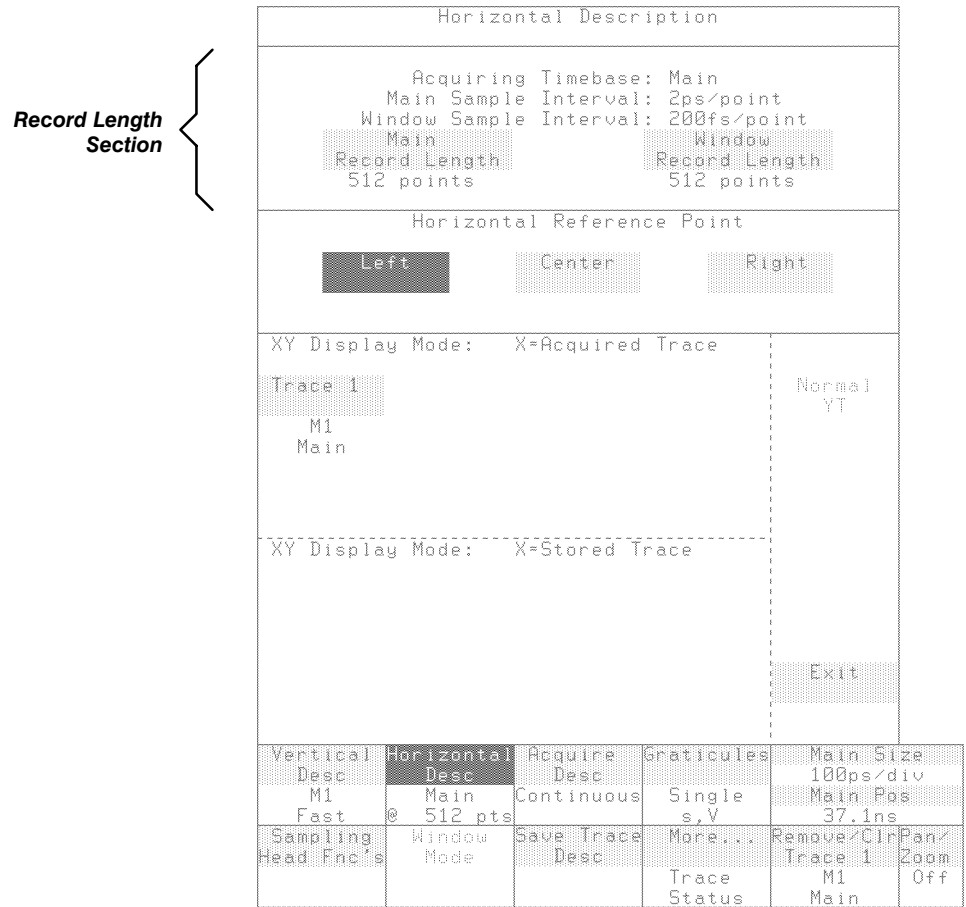 Horizontal Description
Record Length
Section
Acquiring Timebase: Main
Main Sample Interval: 2ps/point
Window Sample Interval: 200fs/point
Main Window
Record Length Record Length
512 points 512 points
Horizontal Reference Point
Left Center Right
XY Display Mode: X=Acquired Trace
Trace 1 Normal
YT
M1
Main
XY Display Mode: X=Stored Trace
Exit
Vertical Horizontal Acquire Graticules Main Size
Desc Desc Desc 100ps/div
M1 Main Continuous Single Main Pos
Fast @ 512 pts s,V 37.1ns
Sampling Window Save Trace More... Remove/Clr Pan/
Head Fnc's Mode Desc Trace 1 Zoom
Trace M1 Off
Status Main